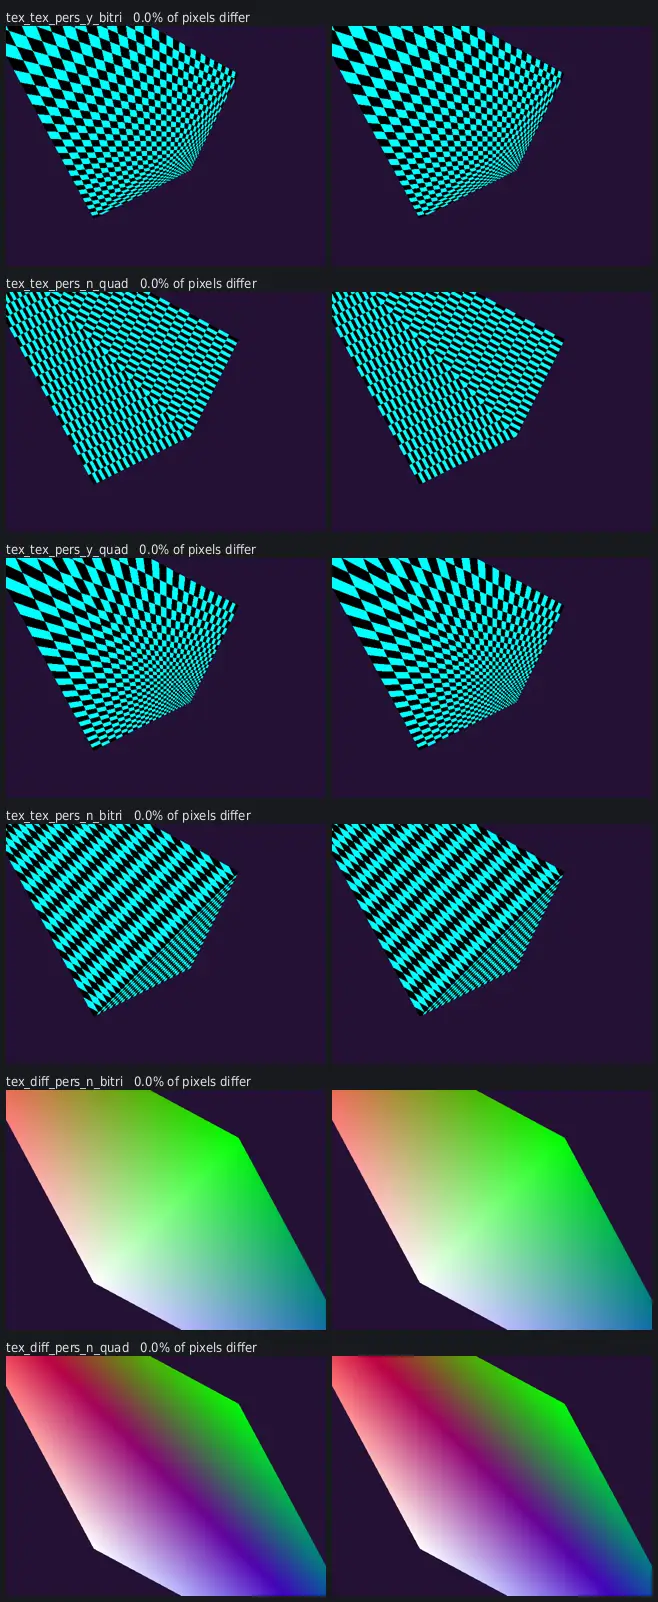 tex_tex_pers_y_bitri 0.0% of pixels differ
tex_tex_pers_n_quad 0.0% of pixels differ
tex_tex_pers_y_quad 0.0% of pixels differ
tex_tex_pers_n_bitri 0.0% of pixels differ
tex_diff_pers_n_bitri 0.0% of pixels differ
tex_diff_pers_n_quad 0.0% of pixels differ